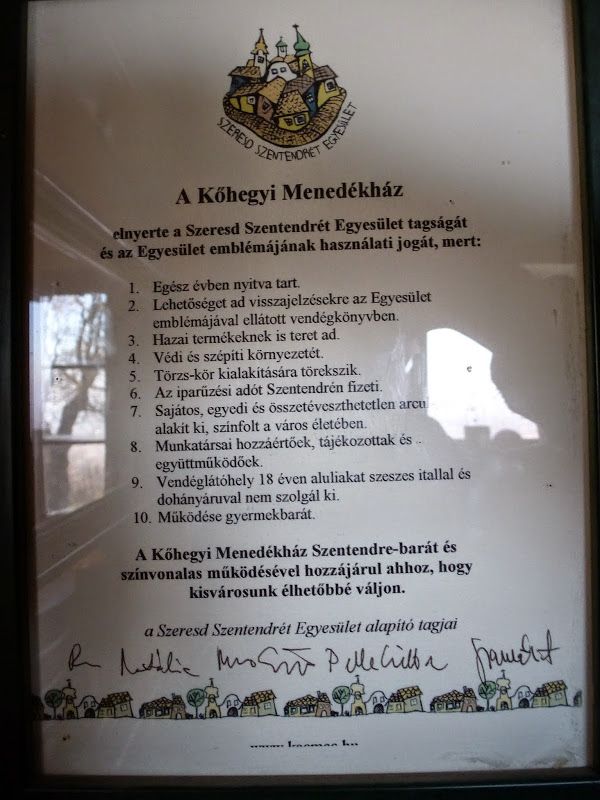 SZERESD SZENTENDRÉT EGYESÜLET
A Kőhegyi Menedékház
elnyerte a Szeresd Szentendrét Egyesület tagságát
és az Egyesület emblémájának használati jogát, mert:
1. Egész évben nyitva tart.
2. Lehetőséget ad visszajelzésekre az Egyesület
emblémájával ellátott vendégkönyvben.
3. Hazai termékeknek is teret ad.
4. Védi és szépíti környezetét.
5. Törzs-kör kialakítására törekszik.
6. Az iparűzési adót Szentendrén fizeti.
7. Sajátos, egyedi és összetéveszthetetlen arcu
alakít ki, színfolt a város életében.
8. Munkatársai hozzáértőek, tájékozottak és
együttműködőek.
9. Vendéglátóhely 18 éven aluliakat szeszes itallal és
dohányáruval nem szolgál ki.
10. Működése gyermekbarát.
A Kőhegyi Menedékház Szentendre-barát és
színvonalas működésével hozzájárul ahhoz, hogy
kisvárosunk élhetőbbé váljon.
a Szeresd Szentendrét Egyesület alapító tagjai
Natália